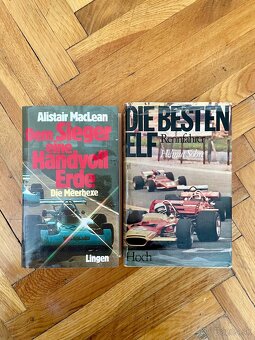 Alistair MacLean
Dem Sieger
eine
Handvoll
Erde
Die Meerhexe
Lingen
DIE BESTEN
ELF
Rennfahrer
Hoch